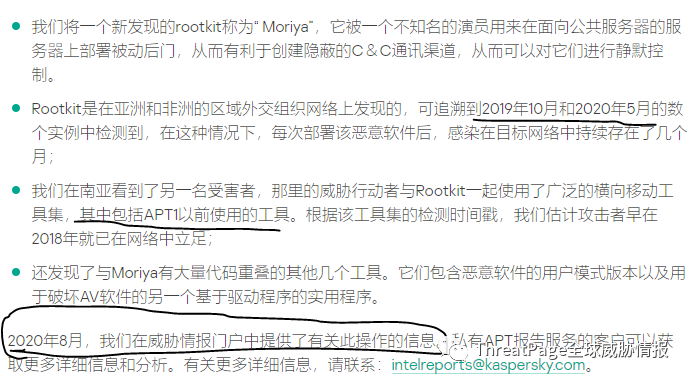 我们将一个新发现的rootkit称为“ Moriya”，它被一个不知名的演员用来在面向公共服务器的服
务器上部署被动后门，从而有利于创建隐蔽的C＆C通讯渠道，从而可以对它们进行静默控
制。
Rootkit是在亚洲和非洲的区域外交组织网络上发现的，可追溯到2019年10月和2020年5月的数
个实例中检测到，在这种情况下，每次部署该恶意软件后，感染在目标网络中持续存在了几个
月；
我们在南亚看到了另一名受害者，那里的威胁行动者与Rootkit一起使用了广泛的横向移动工
具集，其中包括APT1以前使用的工具。根据该工具集的检测时间戳，我们估计攻击者早在
2018年就已在网络中立足；
还发现了与Moriya有大量代码重叠的其他几个工具。它们包含恶意软件的用户模式版本以及用
于破坏AV软件的另一个基于驱动程序的实用程序。
2020年8月，我们在威胁情报门户中提供了有关此操作的信息，私有APT报告服务的客户可以获
取更多详细信息和分析。有关更多详细信息，请联系：intelreports@kaspersky.com。
ThreatPage全球威胁情报